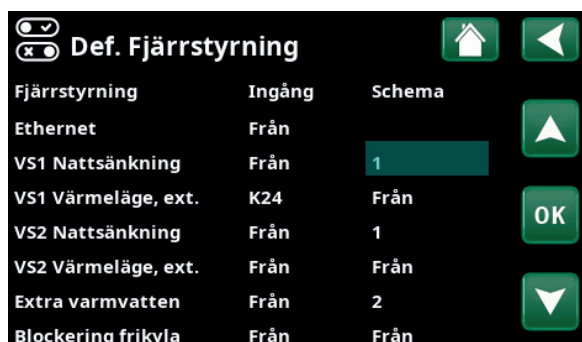 Def. Fjärrstyrning
Fjärrstyrning Ingång Schema
Ethernet Från
VS1 Nattsänkning Från 1
VS1 Värmeläge, ext. K24 Från
VS2 Nattsänkning Från 1
OK
VS2 Värmeläge, ext. Från Från
Extra varmvatten Från 2
Blockering frikyla Från Från